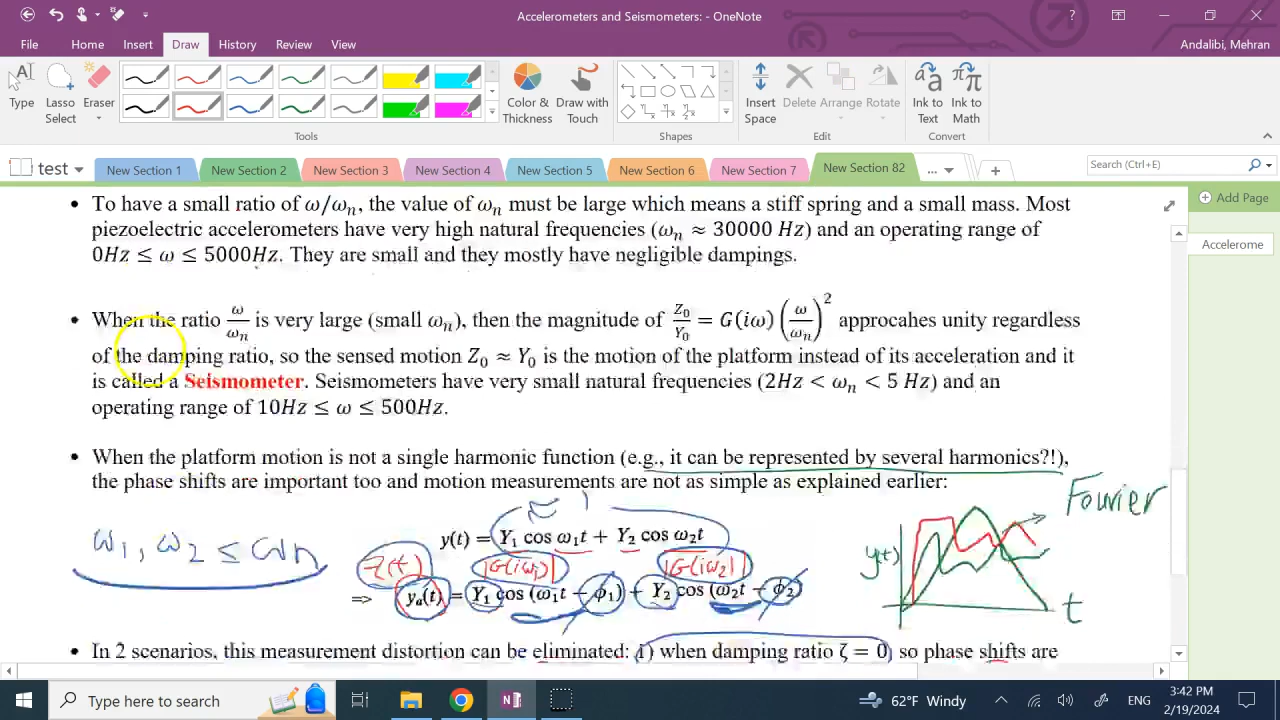 Accelerometers and Seismometers: - OneNote
File Home Insert Draw History Review View
Andalibi, Mehran
Type Lasso Select Eraser Color & Thickness Draw with Touch Insert Space Delete Arrange Rotate Ink to Text Ink to Math
Tools Shapes Edit Convert
test New Section 1 New Section 2 New Section 3 New Section 4 New Section 5 New Section 6 New Section 7 New Section 82 ... Search (Ctrl+E)
Add Page
Accelerome
• To have a small ratio of ω/ωₙ, the value of ωₙ must be large which means a stiff spring and a small mass. Most
piezoelectric accelerometers have very high natural frequencies (ωₙ ≈ 30000 Hz) and an operating range of
0Hz ≤ ω ≤ 5000Hz. They are small and they mostly have negligible dampings.
• When the ratio ω/ωₙ is very large (small ωₙ), then the magnitude of Z₀/Y₀ = G(iω)(ω/ωₙ)² approcahes unity regardless
of the damping ratio, so the sensed motion Z₀ ≈ Y₀ is the motion of the platform instead of its acceleration and it
is called a Seismometer. Seismometers have very small natural frequencies (2Hz < ωₙ < 5 Hz) and an
operating range of 10Hz ≤ ω ≤ 500Hz.
• When the platform motion is not a single harmonic function (e.g., it can be represented by several harmonics?!),
the phase shifts are important too and motion measurements are not as simple as explained earlier:
Fourier
≈ 1
ω₁, ω₂ ≤ ωn
y(t) = Y₁ cos ω₁t + Y₂ cos ω₂t
z(t) |G(iω₁)| |G(iω₂)|
⇒ yₐ(t) = Y₁ cos (ω₁t − ϕ₁) + Y₂ cos (ω₂t − ϕ₂)
y(t)
t
• In 2 scenarios, this measurement distortion can be eliminated: i) when damping ratio ζ = 0, so phase shifts are
Type here to search
62°F Windy
ENG
3:42 PM
2/19/2024